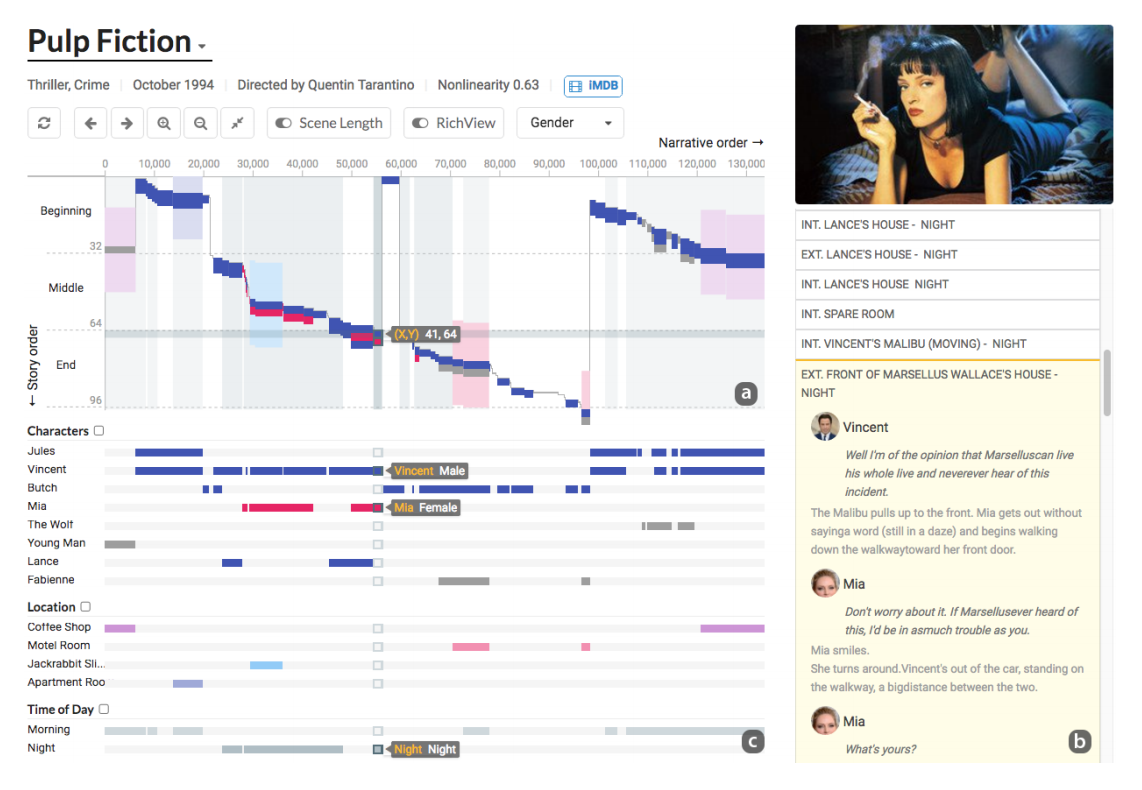 Pulp Fiction
Thriller, Crime
October 1994
Directed by Quentin Tarantino
Nonlinearity 0.63
iMDB
Scene Length
RichView
Gender
Narrative order →
0 10,000 20,000 30,000 40,000 50,000 60,000 70,000 80,000 90,000 100,000 110,000 120,000 130,000
Beginning
32
Middle
64
(X,Y) 41, 64
End
96
← Story order
a
Characters
Jules
Vincent
Vincent Male
Butch
Mia
Mia Female
The Wolf
Young Man
Lance
Fabienne
Location
Coffee Shop
Motel Room
Jackrabbit Sli...
Apartment Roo
Time of Day
Morning
Night
Night Night
c
INT. LANCE'S HOUSE - NIGHT
EXT. LANCE'S HOUSE - NIGHT
INT. LANCE'S HOUSE NIGHT
INT. SPARE ROOM
INT. VINCENT'S MALIBU (MOVING) - NIGHT
EXT. FRONT OF MARSELLUS WALLACE'S HOUSE -
NIGHT
Vincent
Well I'm of the opinion that Marselluscan live
his whole live and neverever hear of this
incident.
The Malibu pulls up to the front. Mia gets out without
sayinga word (still in a daze) and begins walking
down the walkwaytoward her front door.
Mia
Don't worry about it. If Marsellusever heard of
this, I'd be in asmuch trouble as you.
Mia smiles.
She turns around.Vincent's out of the car, standing on
the walkway, a bigdistance between the two.
Mia
What's yours?
b